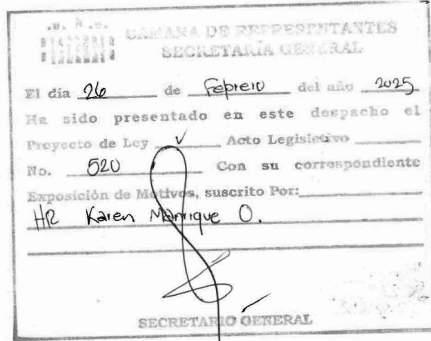 CAMARA DE REPRESENTANTES
SECRETARÍA GENERAL
El día 26 de Febrero del año 2025
Ha sido presentado en este despacho el
Proyecto de Ley ✓ Acto Legislativo
No. 520 Con su correspondiente
Exposición de Motivos, suscrito Por:
HR Karen Manrique O.
SECRETARIO GENERAL